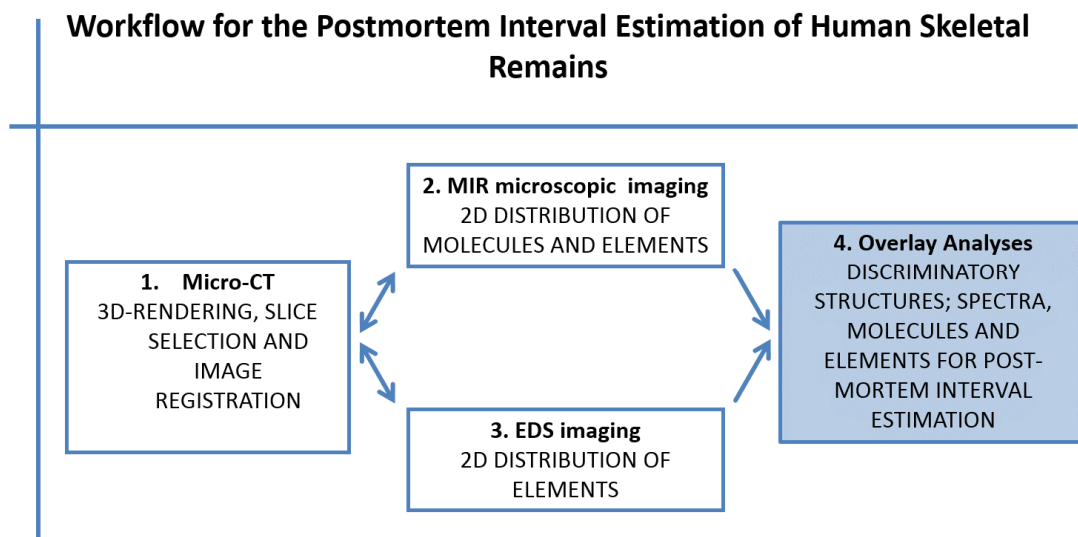 Workflow for the Postmortem Interval Estimation of Human Skeletal
Remains
1. Micro-CT
3D-RENDERING, SLICE
SELECTION AND
IMAGE
REGISTRATION
2. MIR microscopic imaging
2D DISTRIBUTION OF
MOLECULES AND ELEMENTS
3. EDS imaging
2D DISTRIBUTION OF
ELEMENTS
4. Overlay Analyses
DISCRIMINATORY
STRUCTURES; SPECTRA,
MOLECULES AND
ELEMENTS FOR POST-
MORTEM INTERVAL
ESTIMATION